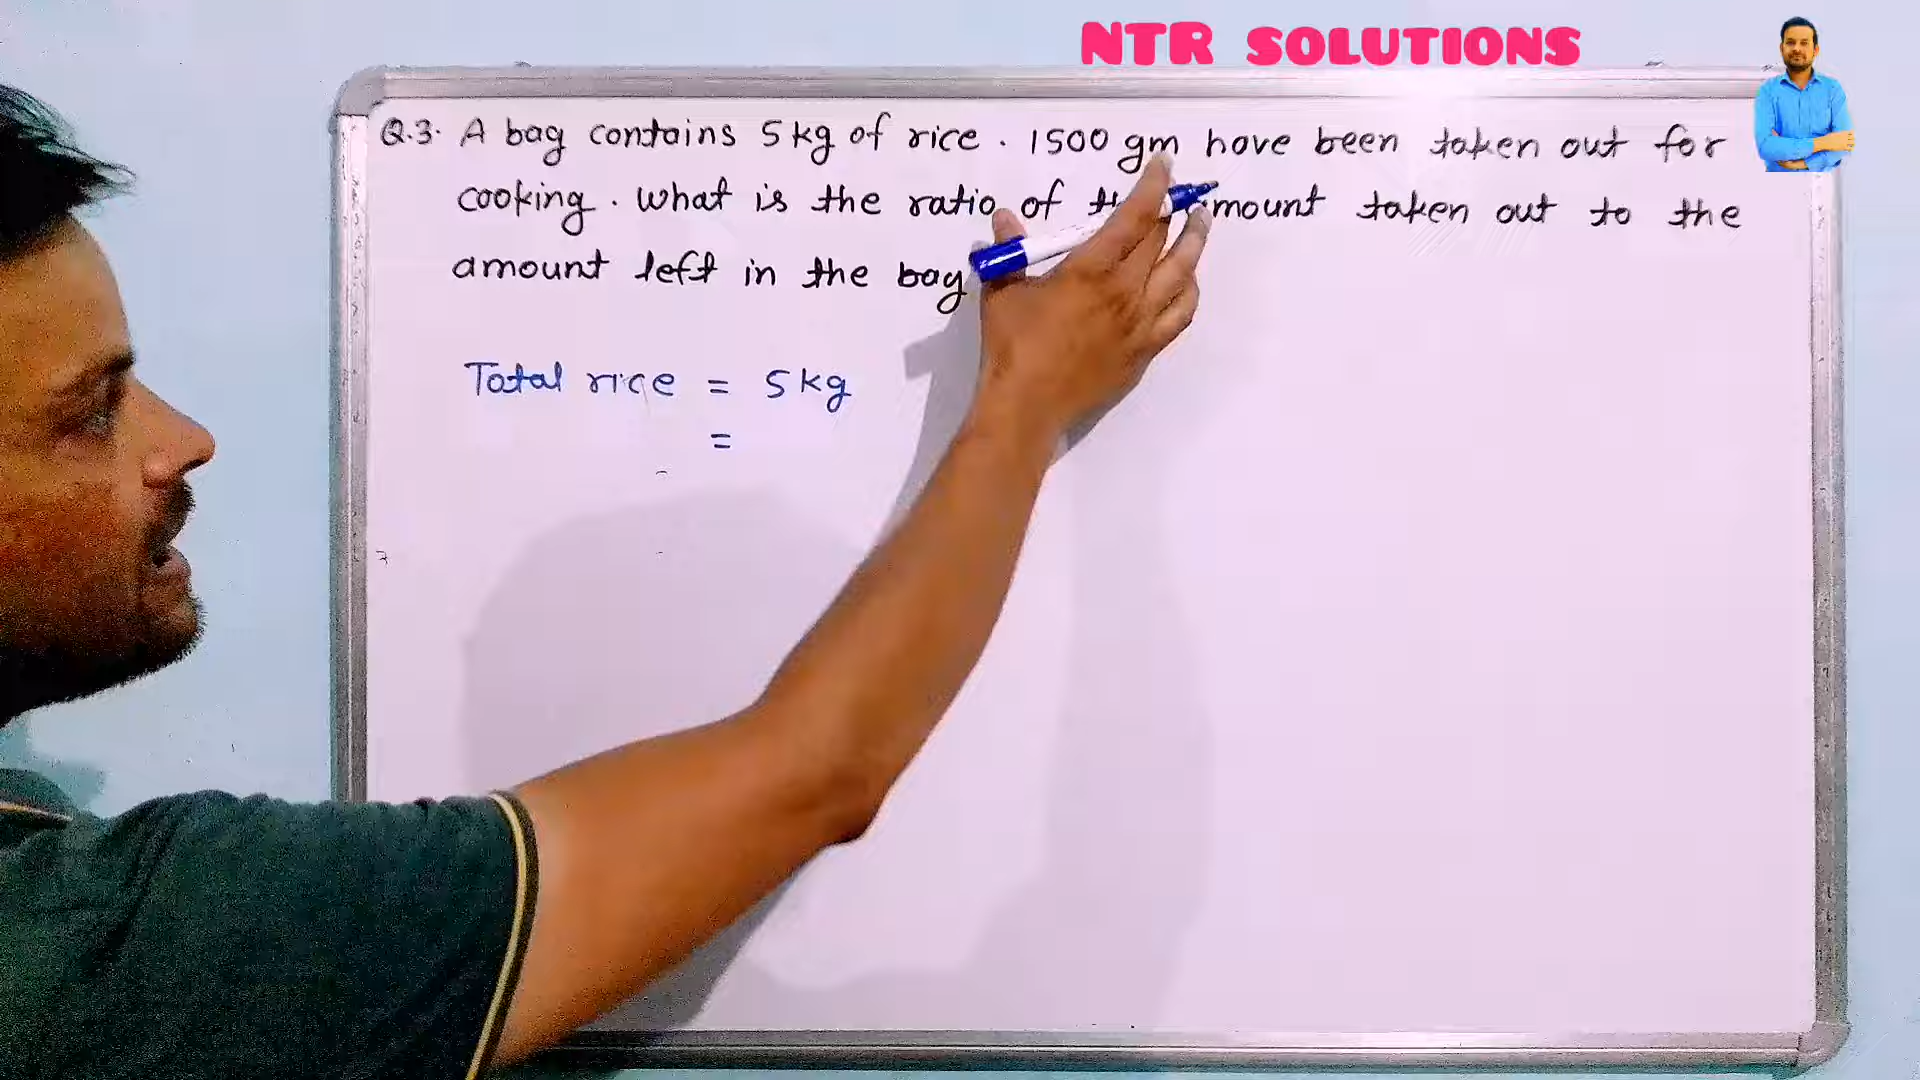 NTR SOLUTIONS
Q.3. A bag contains 5 kg of rice. 1500 gm have been taken out for
cooking. What is the ratio of amount taken out to the
amount left in the bag
Total rice = 5 kg
=